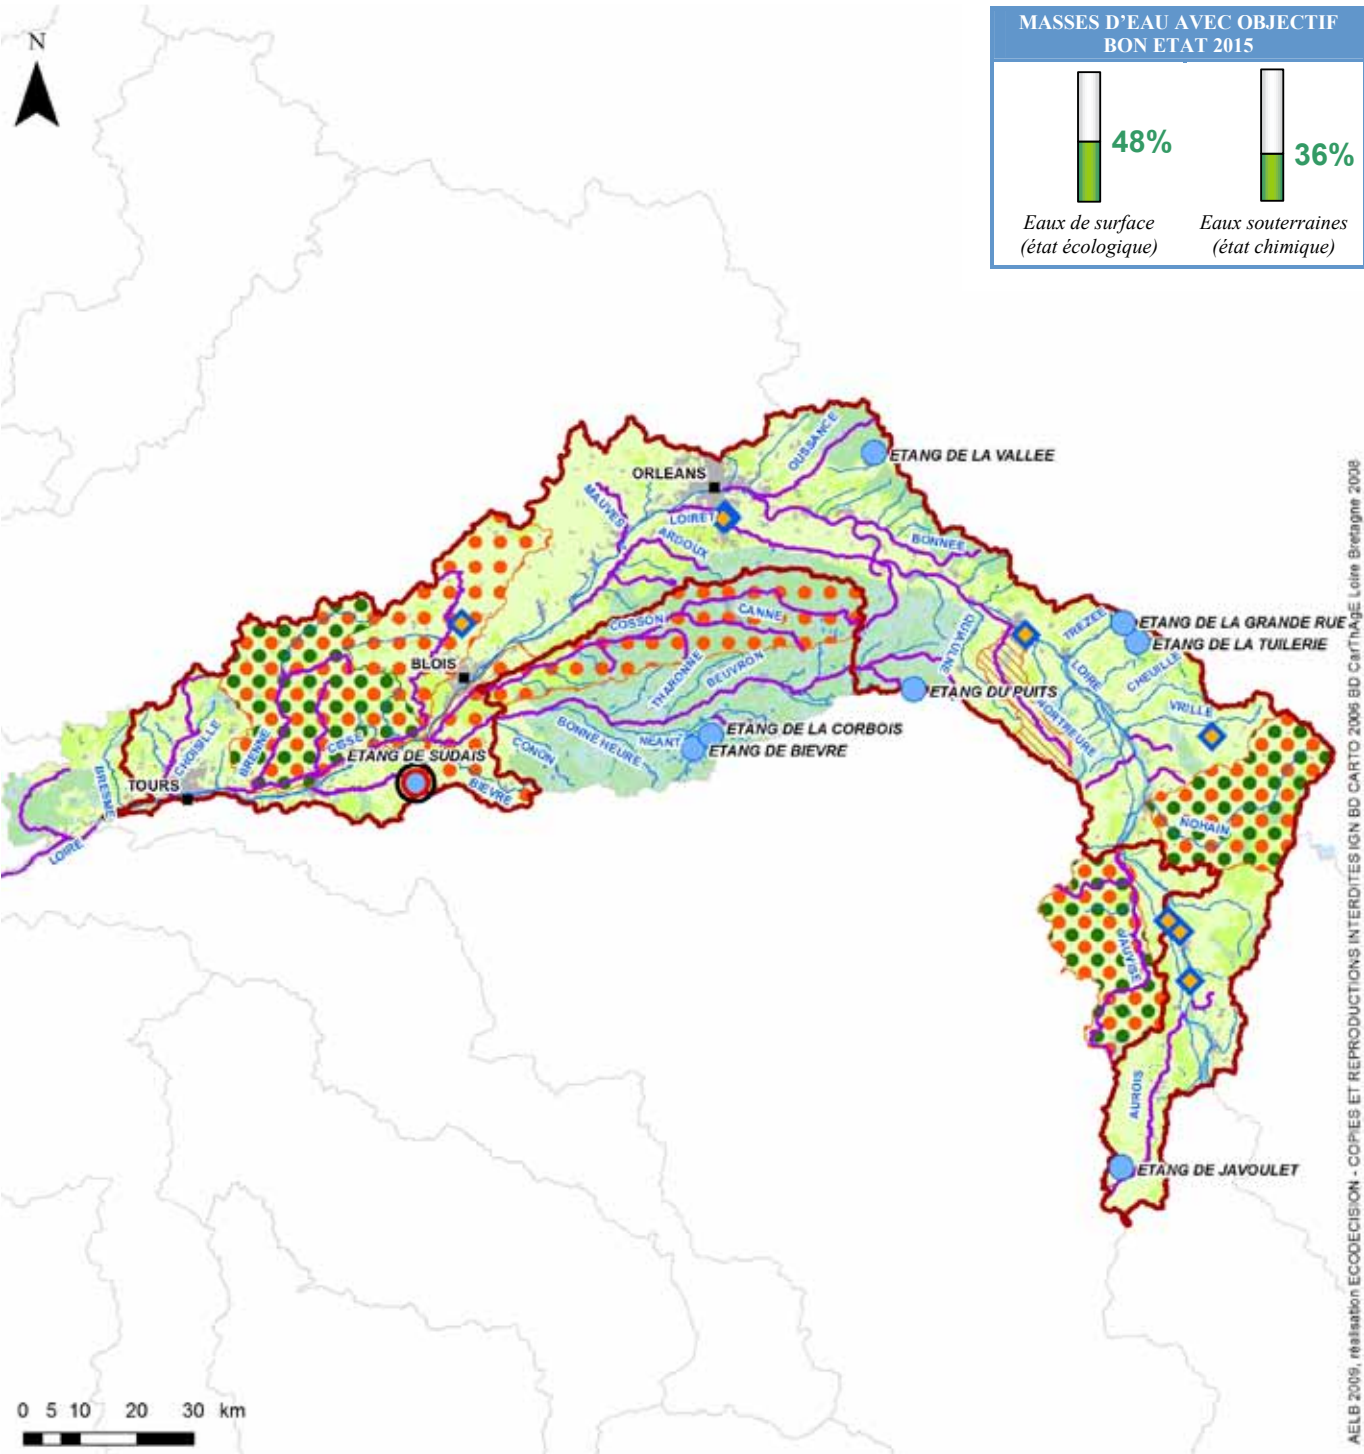 MASSES D'EAU AVEC OBJECTIF
BON ETAT 2015
48%
36%
Eaux de surface
(état écologique)
Eaux souterraines
(état chimique)
N
OUSSANCE
ETANG DE LA VALLEE
ORLEANS
MAUVES
LOIRET
ARDOUX
BONNEE
CANNE
COSSON
TREZEE
ETANG DE LA GRANDE RUE
ETANG DE LA TUILERIE
LOIRE
CHEUILLE
BLOIS
THARONNE
BEUVRON
ETANG DU PUITS
VRILLE
NOTREURE
ETANG DE LA CORBOIS
ETANG DE BIEVRE
BONNE HEURE
NEANT
CONON
CHOISILLE
BRENNE
CISSE
ETANG DE SUDAIS
BIEVRE
BRESME
TOURS
LOIRE
NOHAIN
VAUVISE
AUROIS
ETANG DE JAVOULET
0 5 10 20 30 km
AELB 2009, réalisation ECODECISION - COPIES ET REPRODUCTIONS INTERDITES IGN BD CARTO 2006 BD CarThAgE Loire Bretagne 2008